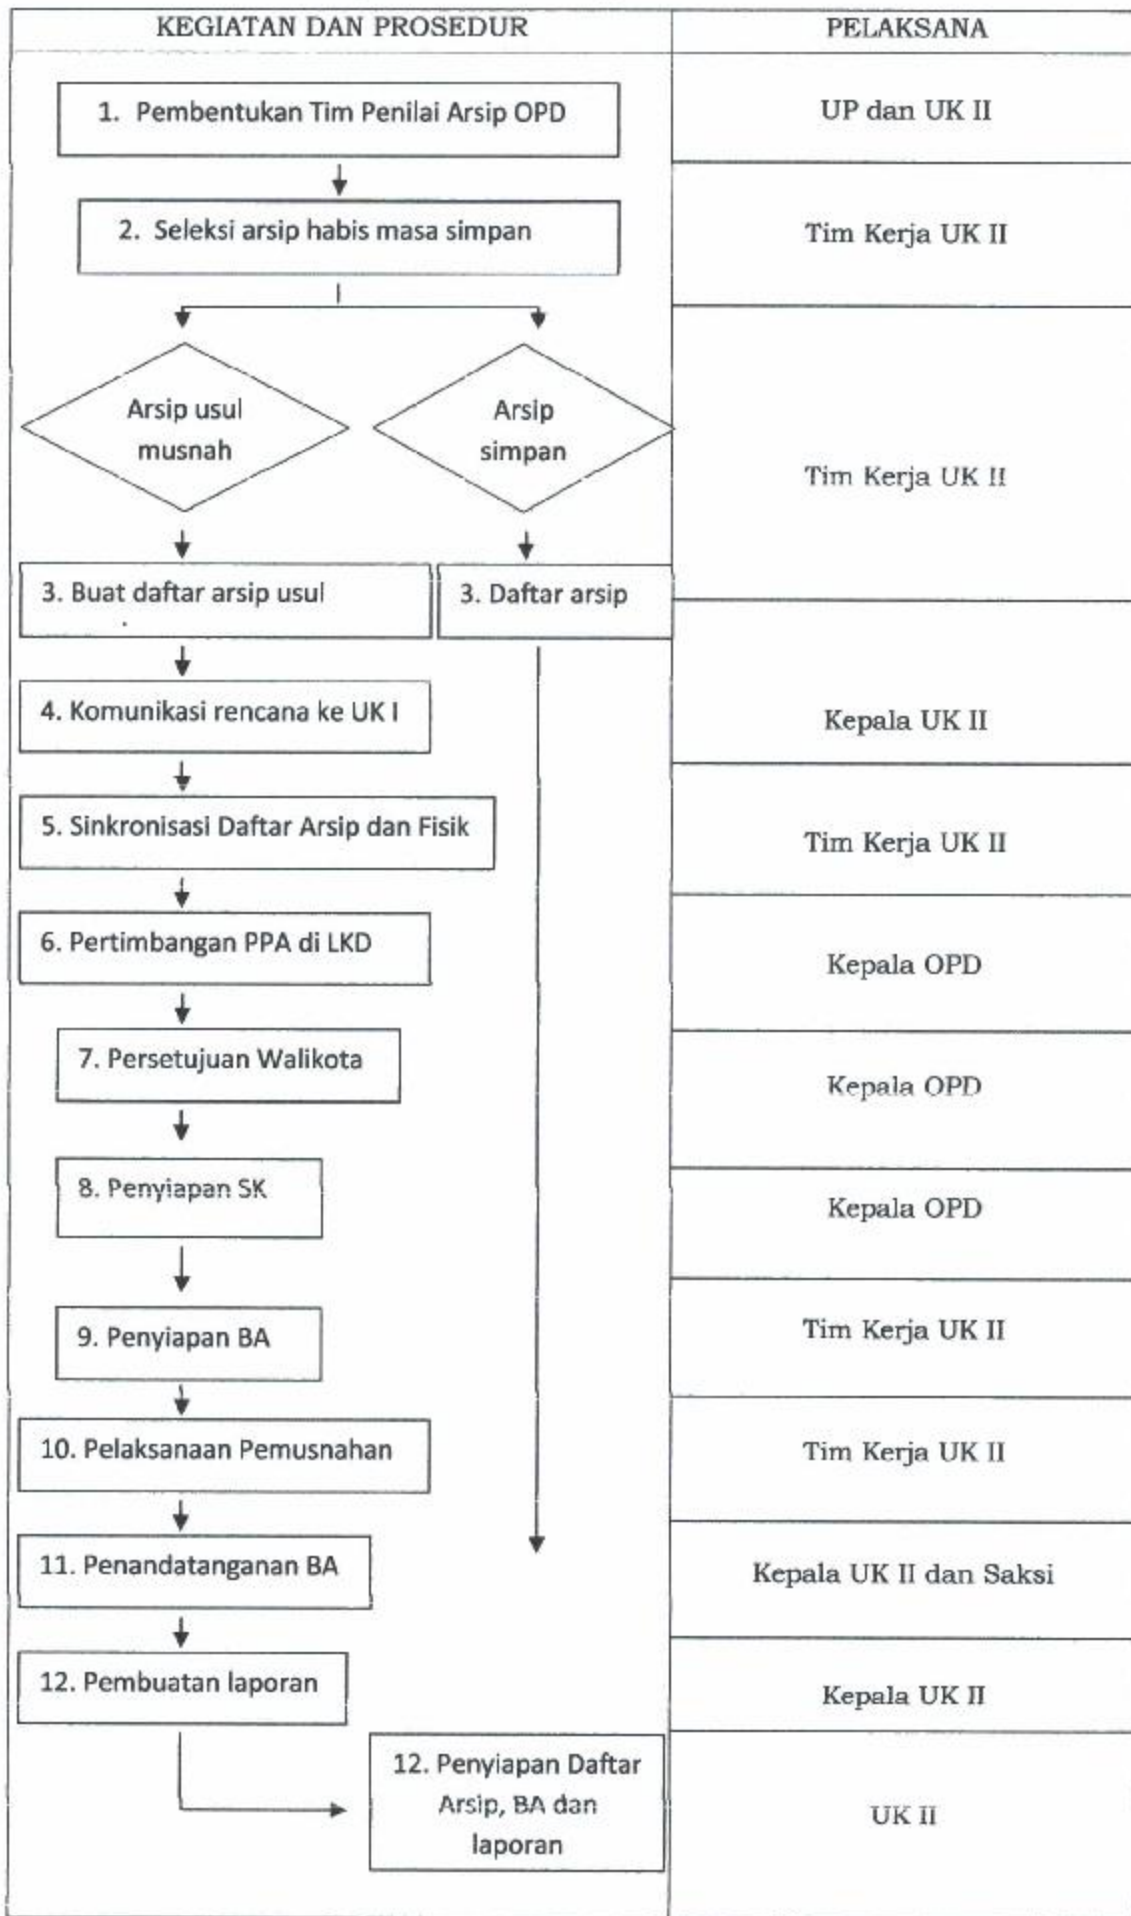 KEGIATAN DAN PROSEDUR
PELAKSANA
1. Pembentukan Tim Penilai Arsip OPD
UP dan UK II
2. Seleksi arsip habis masa simpan
Tim Kerja UK II
Arsip usul
musnah
Arsip
simpan
Tim Kerja UK II
3. Buat daftar arsip usul
3. Daftar arsip
4. Komunikasi rencana ke UK I
Kepala UK II
5. Sinkronisasi Daftar Arsip dan Fisik
Tim Kerja UK II
6. Pertimbangan PPA di LKD
Kepala OPD
7. Persetujuan Walikota
Kepala OPD
8. Penyiapan SK
Kepala OPD
9. Penyiapan BA
Tim Kerja UK II
10. Pelaksanaan Pemusnahan
Tim Kerja UK II
11. Penandatanganan BA
Kepala UK II dan Saksi
12. Pembuatan laporan
Kepala UK II
12. Penyiapan Daftar
Arsip, BA dan
laporan
UK II